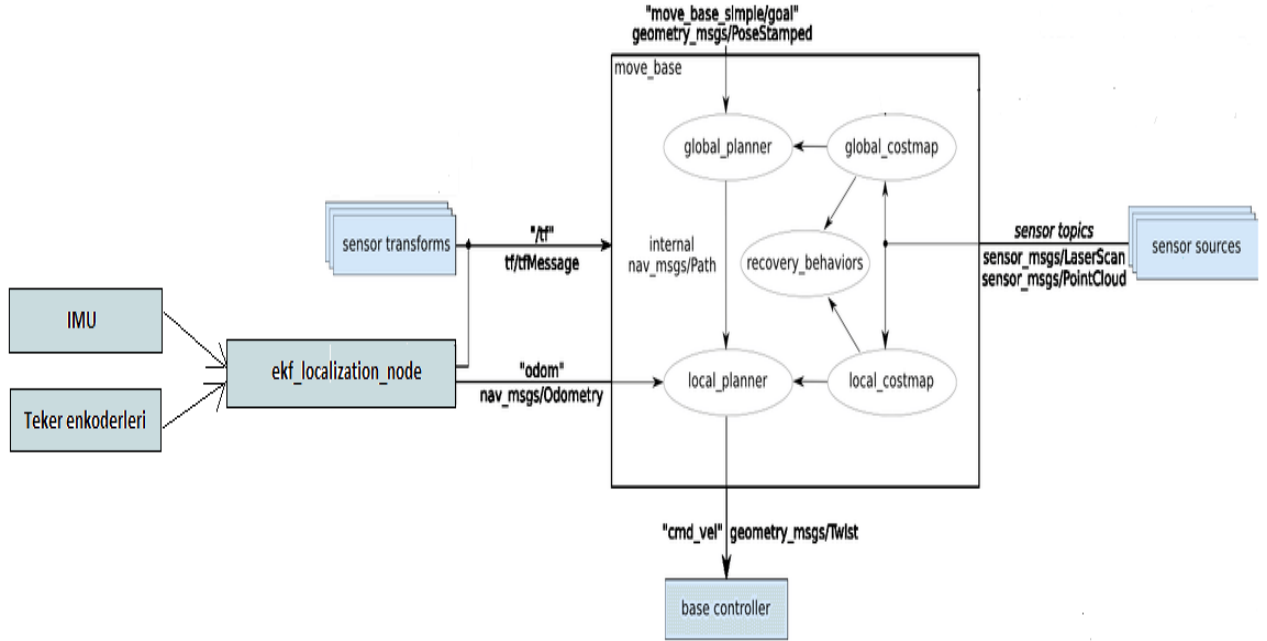 "move_base_simple/goal"
geometry_msgs/PoseStamped
move_base
global_planner
global_costmap
sensor transforms
"/tf"
tf/tfMessage
internal
nav_msgs/Path
recovery_behaviors
sensor topics
sensor_msgs/LaserScan
sensor_msgs/PointCloud
sensor sources
IMU
ekf_localization_node
"odom"
nav_msgs/Odometry
local_planner
local_costmap
Teker enkoderleri
"cmd_vel" geometry_msgs/Twist
base controller